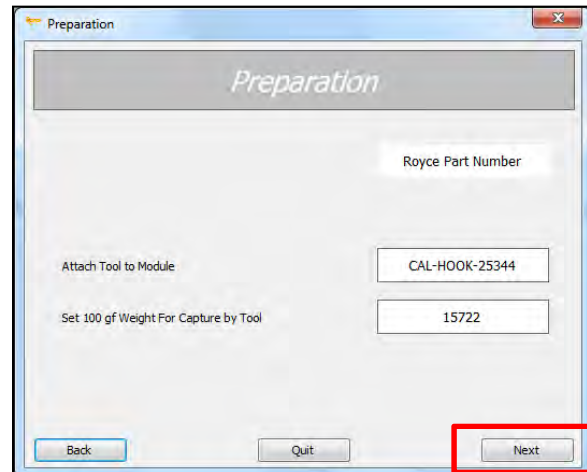 Preparation
Preparation
Royce Part Number
Attach Tool to Module CAL-HOOK-25344
Set 100 gf Weight For Capture by Tool 15722
Back Quit Next